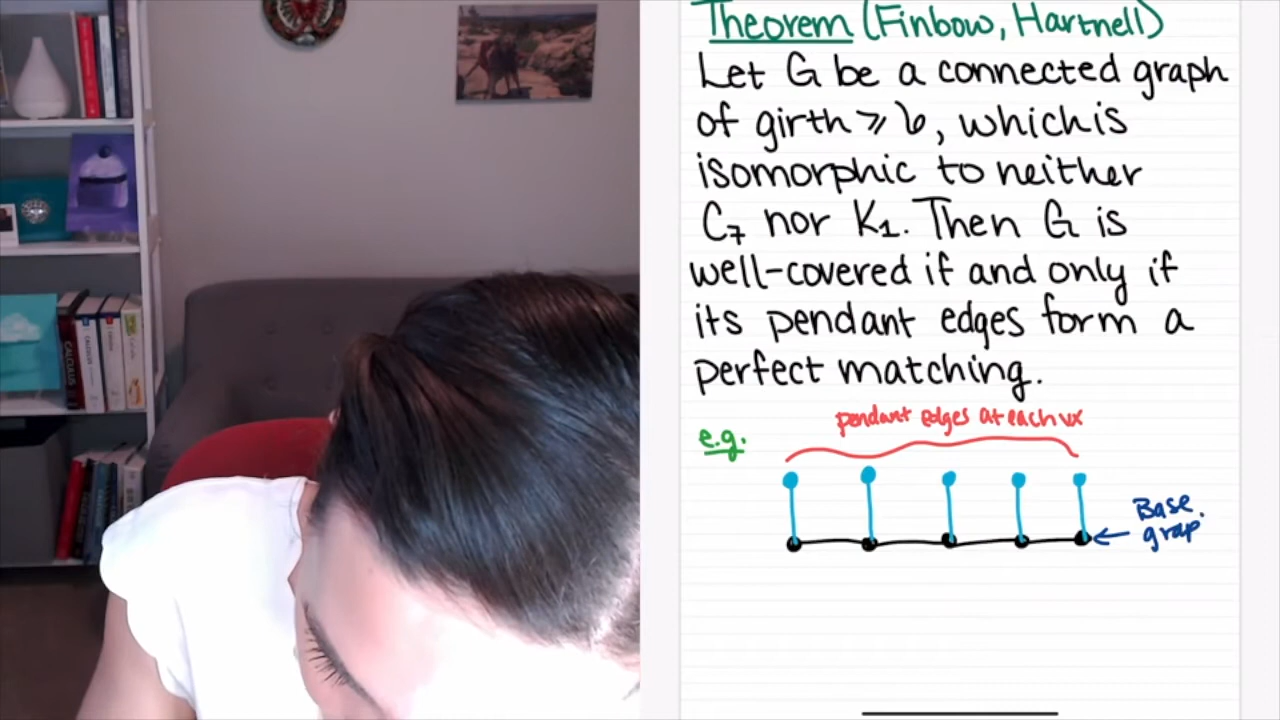 Theorem (Finbow, Hartnell)
Let G be a connected graph
of girth ⩾ 6, which is
isomorphic to neither
C₇ nor K₁. Then G is
well-covered if and only if
its pendant edges form a
perfect matching.
pendant edges at each vx
e.g.
Base
grap
CALCULUS